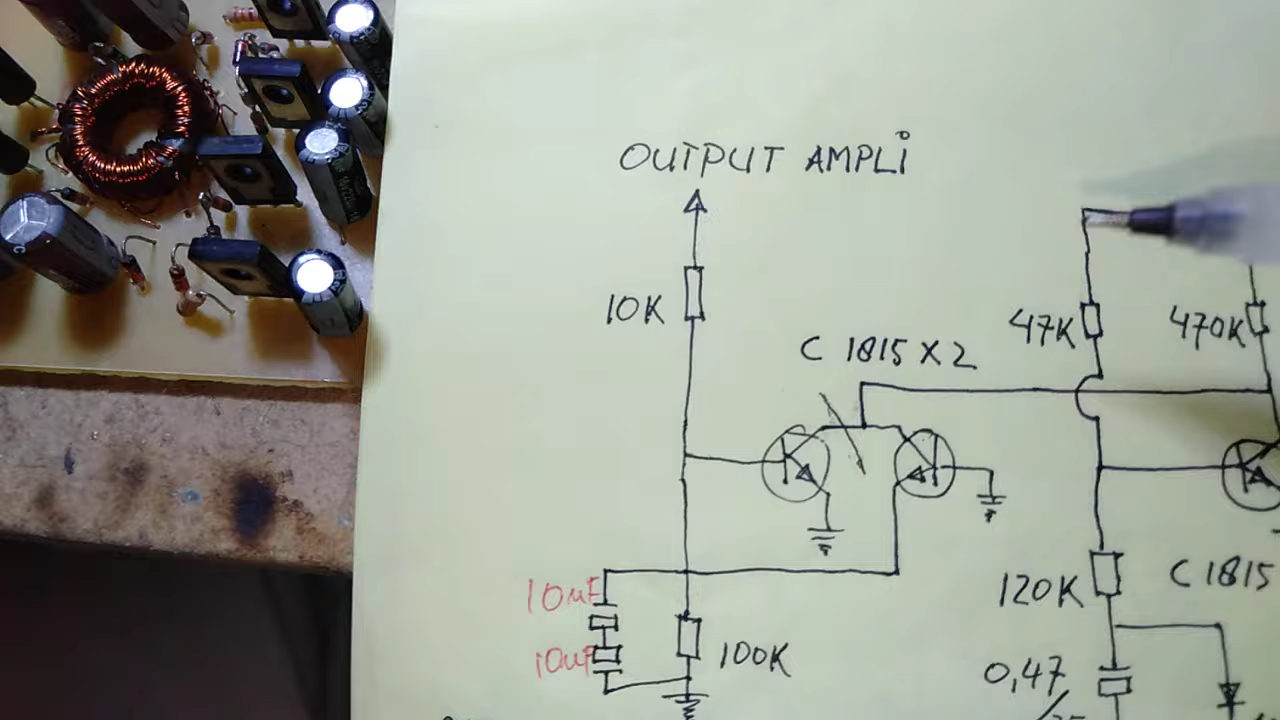 OUTPUT AMPLi
10K
47K
470K
C 1815 X 2
10uF
10uF
100K
120K
C 1815
0,47